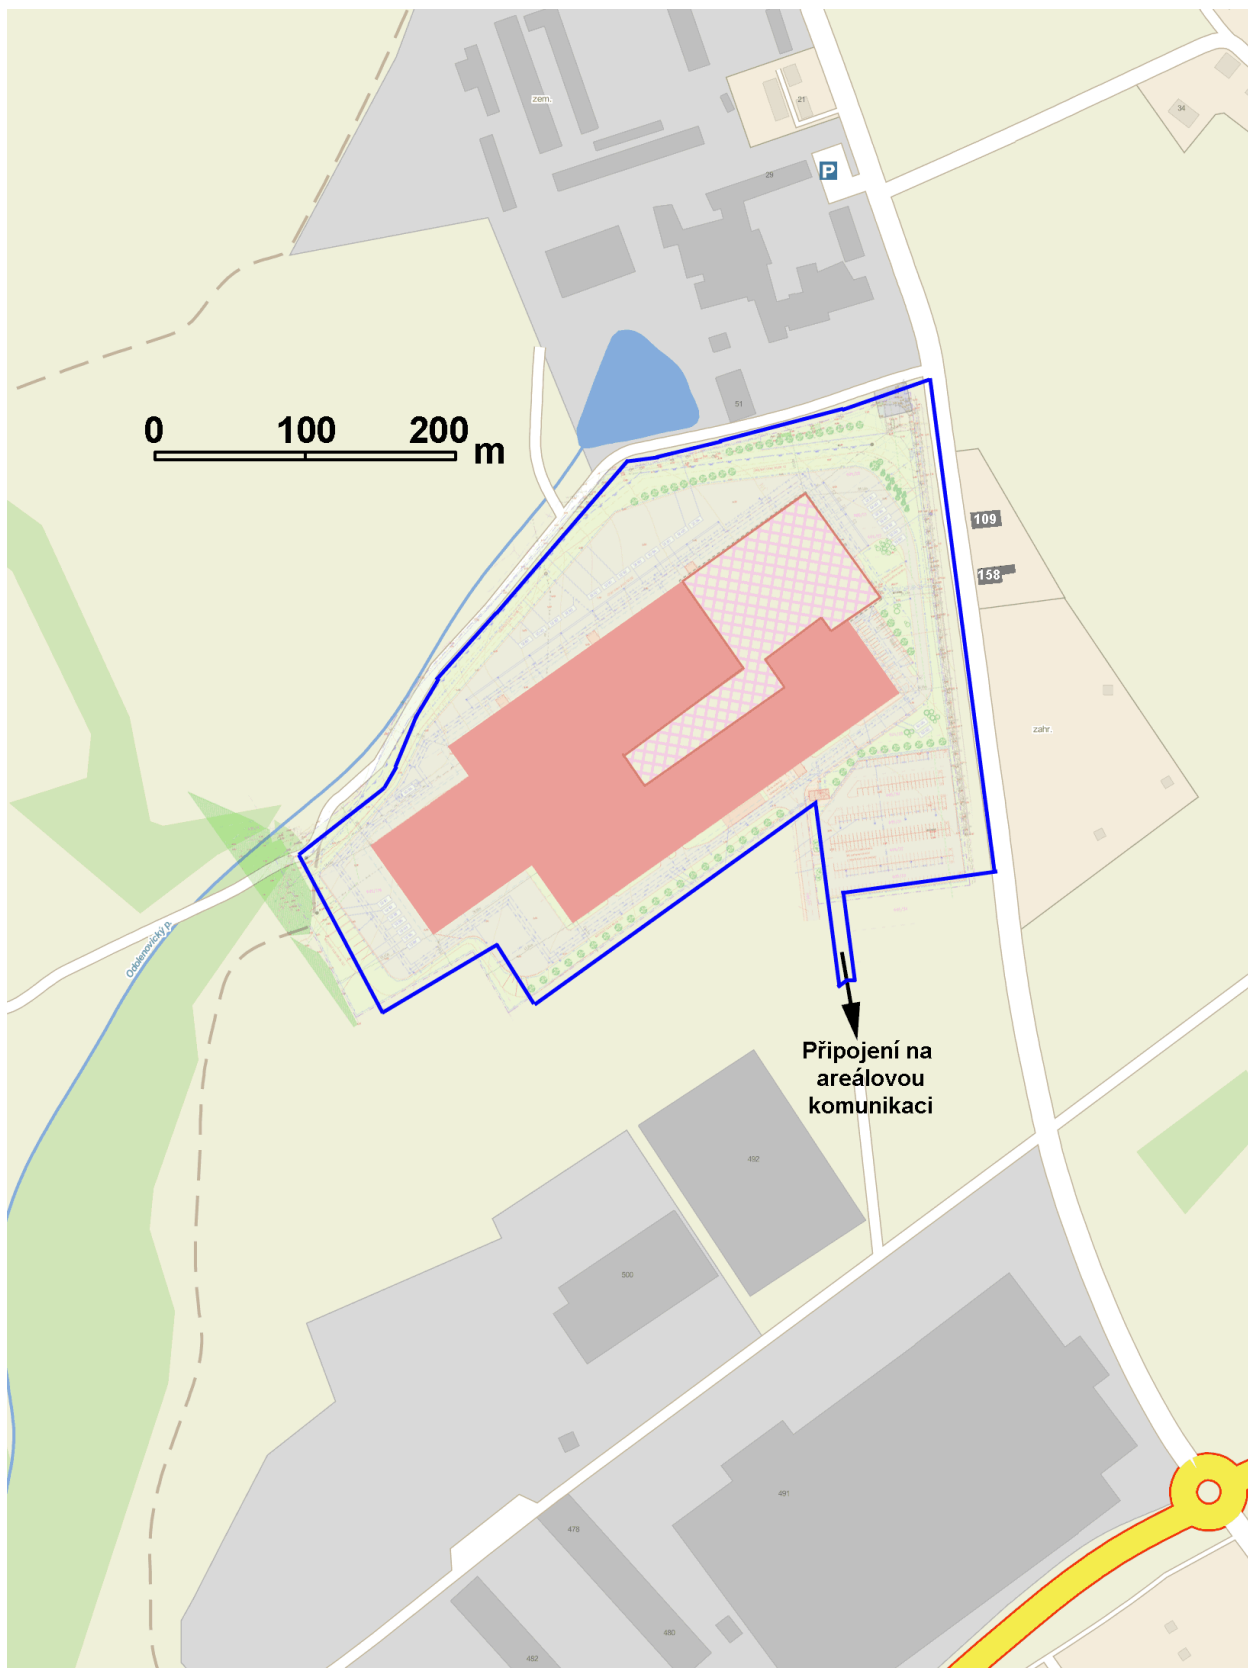 zem.
21
34
P
29
51
0 100 200 m
109
158
zahr.
Odolenovický p.
Připojení na
areálovou
komunikaci
492
500
491
478
480
482